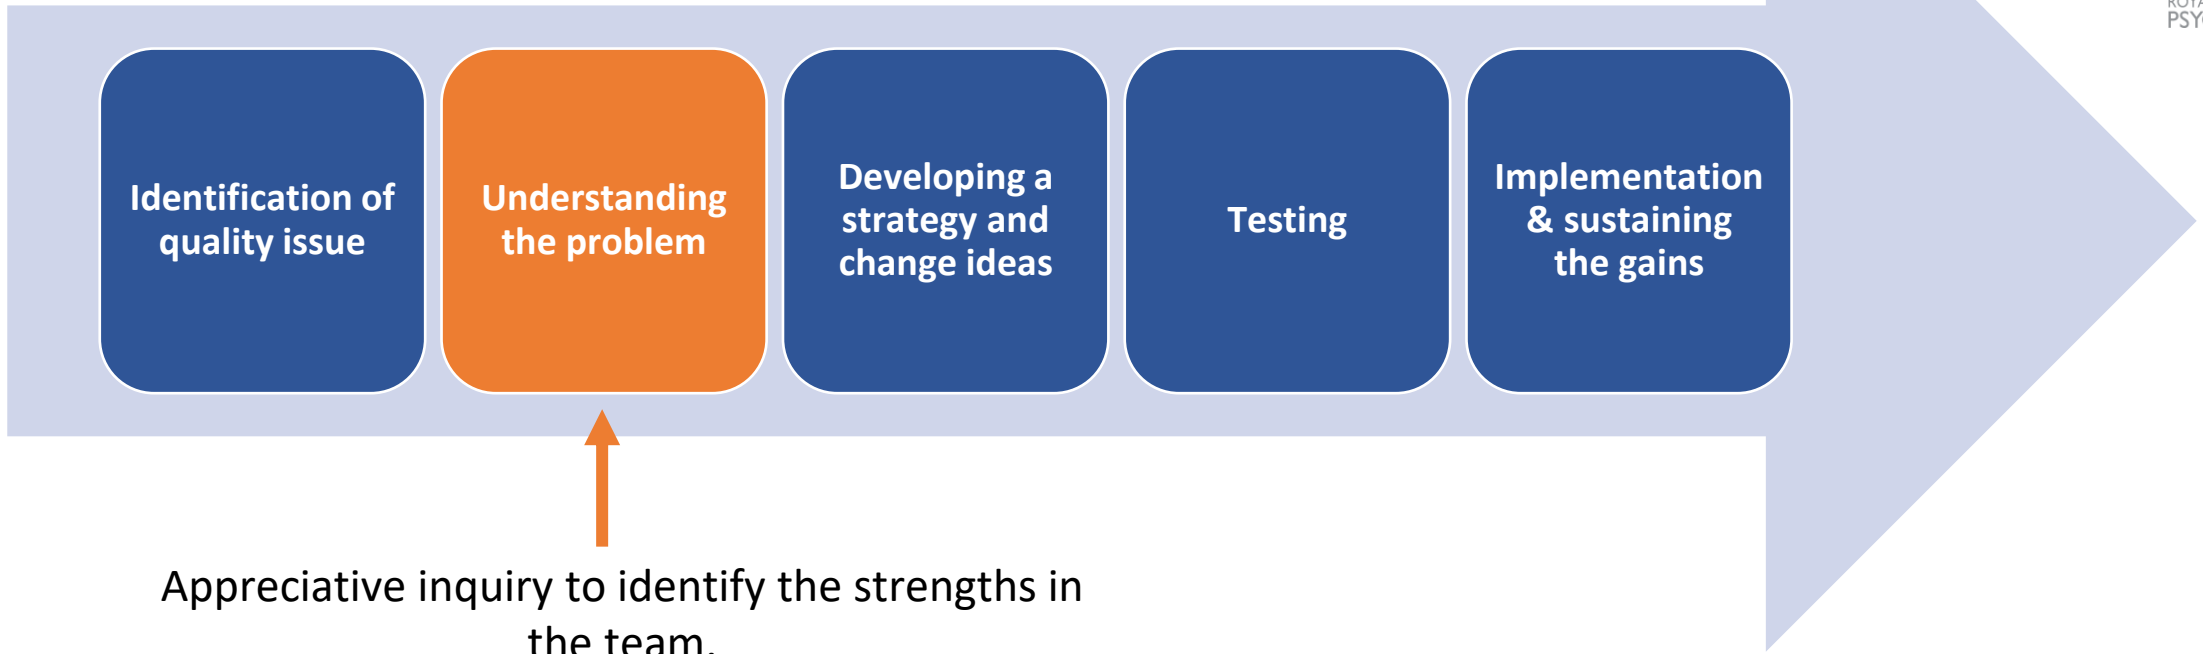 Identification of
quality issue
Understanding
the problem
Developing a
strategy and
change ideas
Testing
Implementation
& sustaining
the gains
Appreciative inquiry to identify the strengths in
the team.